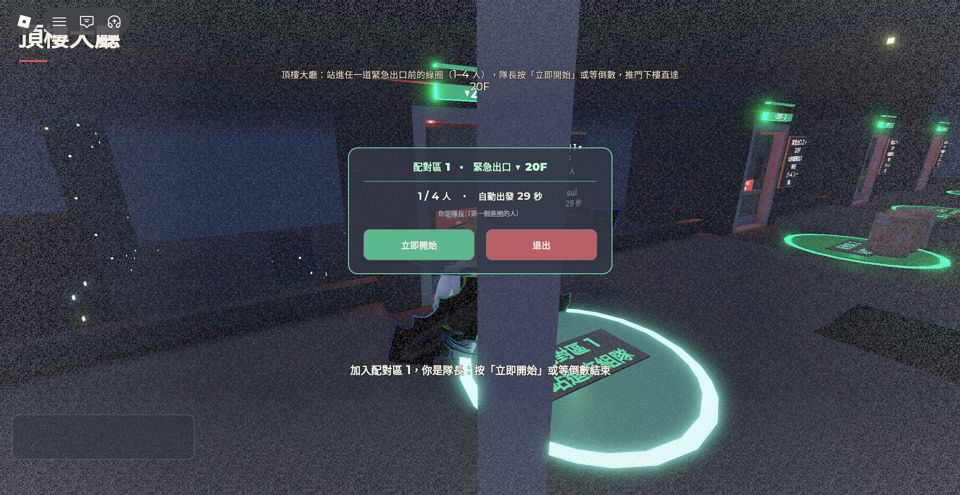 頂樓大廳
頂樓大廳：站進任一道緊急出口前的綠圈（1–4 人），隊長按「立即開始」或等倒數，推門下樓直達
20F
配對區 1 • 緊急出口 ▼ 20F
1 / 4 人 • 自動出發 29 秒
你是隊長（第一個進圈的人）
立即開始
退出
sui
29 秒
加入配對區 1，你是隊長：按「立即開始」或等倒數結束
對區 1